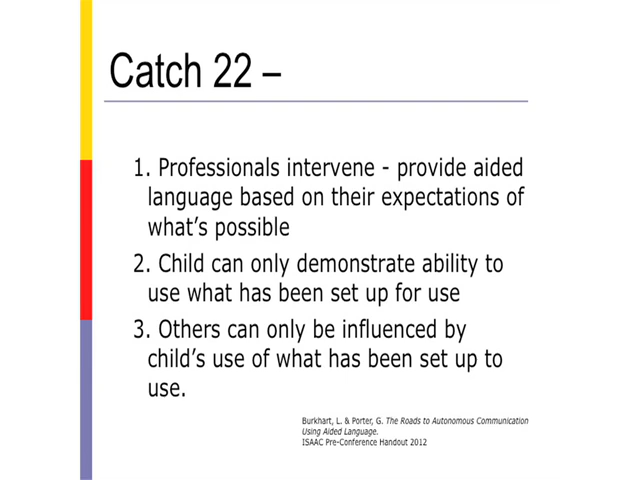 Catch 22 –
1. Professionals intervene - provide aided
language based on their expectations of
what’s possible
2. Child can only demonstrate ability to
use what has been set up for use
3. Others can only be influenced by
child’s use of what has been set up to
use.
Burkhart, L. & Porter, G. The Roads to Autonomous Communication
Using Aided Language.
ISAAC Pre-Conference Handout 2012